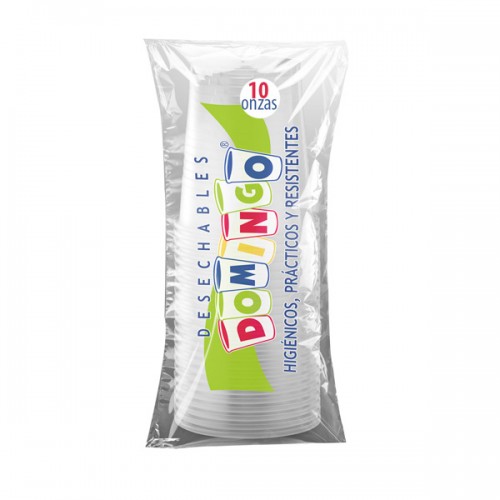 10
onzas
DESECHABLES
DOMINGO®
HIGIÉNICOS, PRÁCTICOS Y RESISTENTES